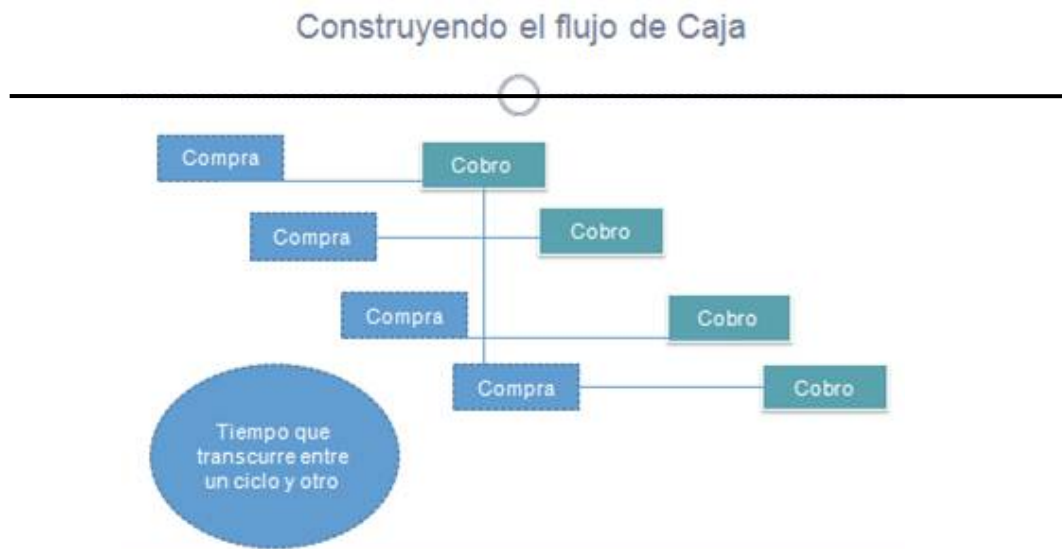 Construyendo el flujo de Caja
Compra
Cobro
Compra
Cobro
Compra
Cobro
Compra
Cobro
Tiempo que
transcurre entre
un ciclo y otro